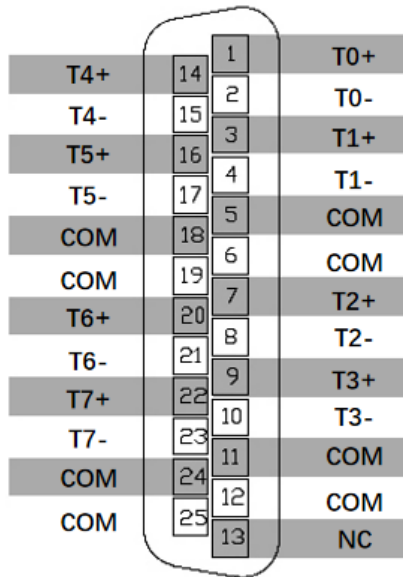 1 T0+
T4+ 14
2 T0-
T4- 15
3 T1+
T5+ 16
4 T1-
T5- 17
5 COM
COM 18
6 COM
COM 19
7 T2+
T6+ 20
8 T2-
T6- 21
9 T3+
T7+ 22
10 T3-
T7- 23
11 COM
COM 24
12 COM
COM 25
13 NC